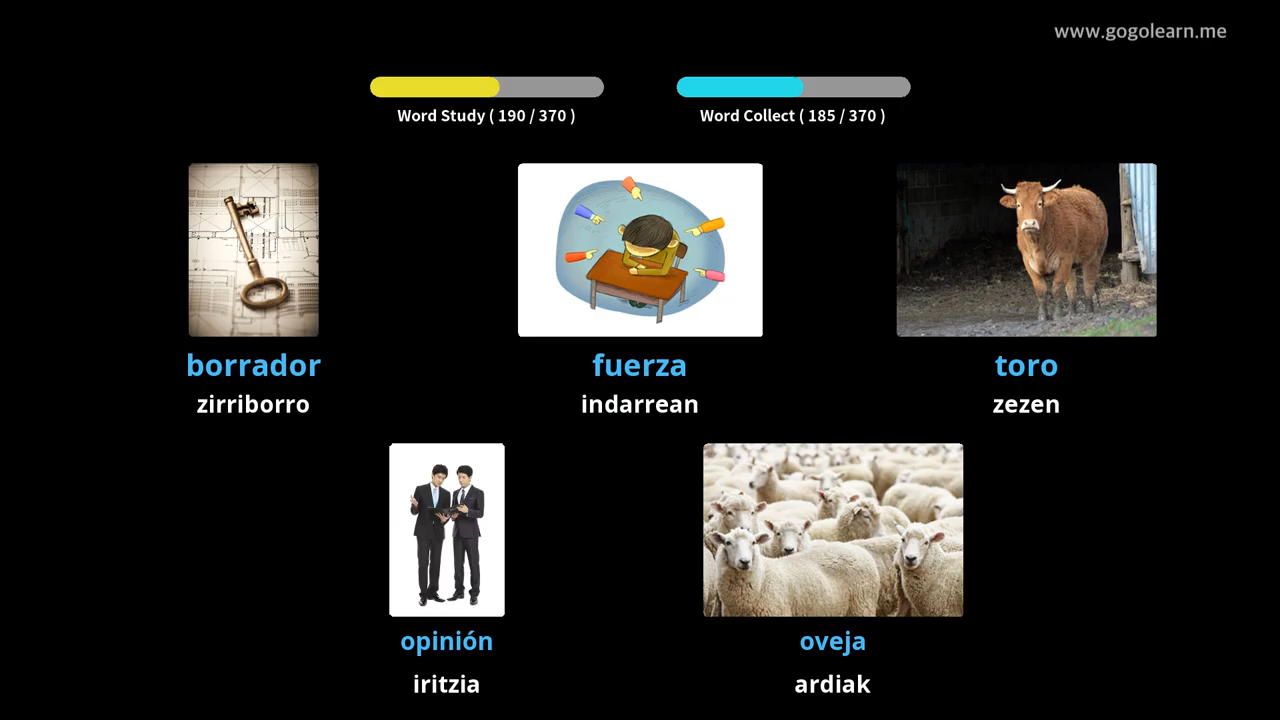 www.gogolearn.me
Word Study ( 190 / 370 )
Word Collect ( 185 / 370 )
borrador
zirriborro
fuerza
indarrean
toro
zezen
opinión
iritzia
oveja
ardiak